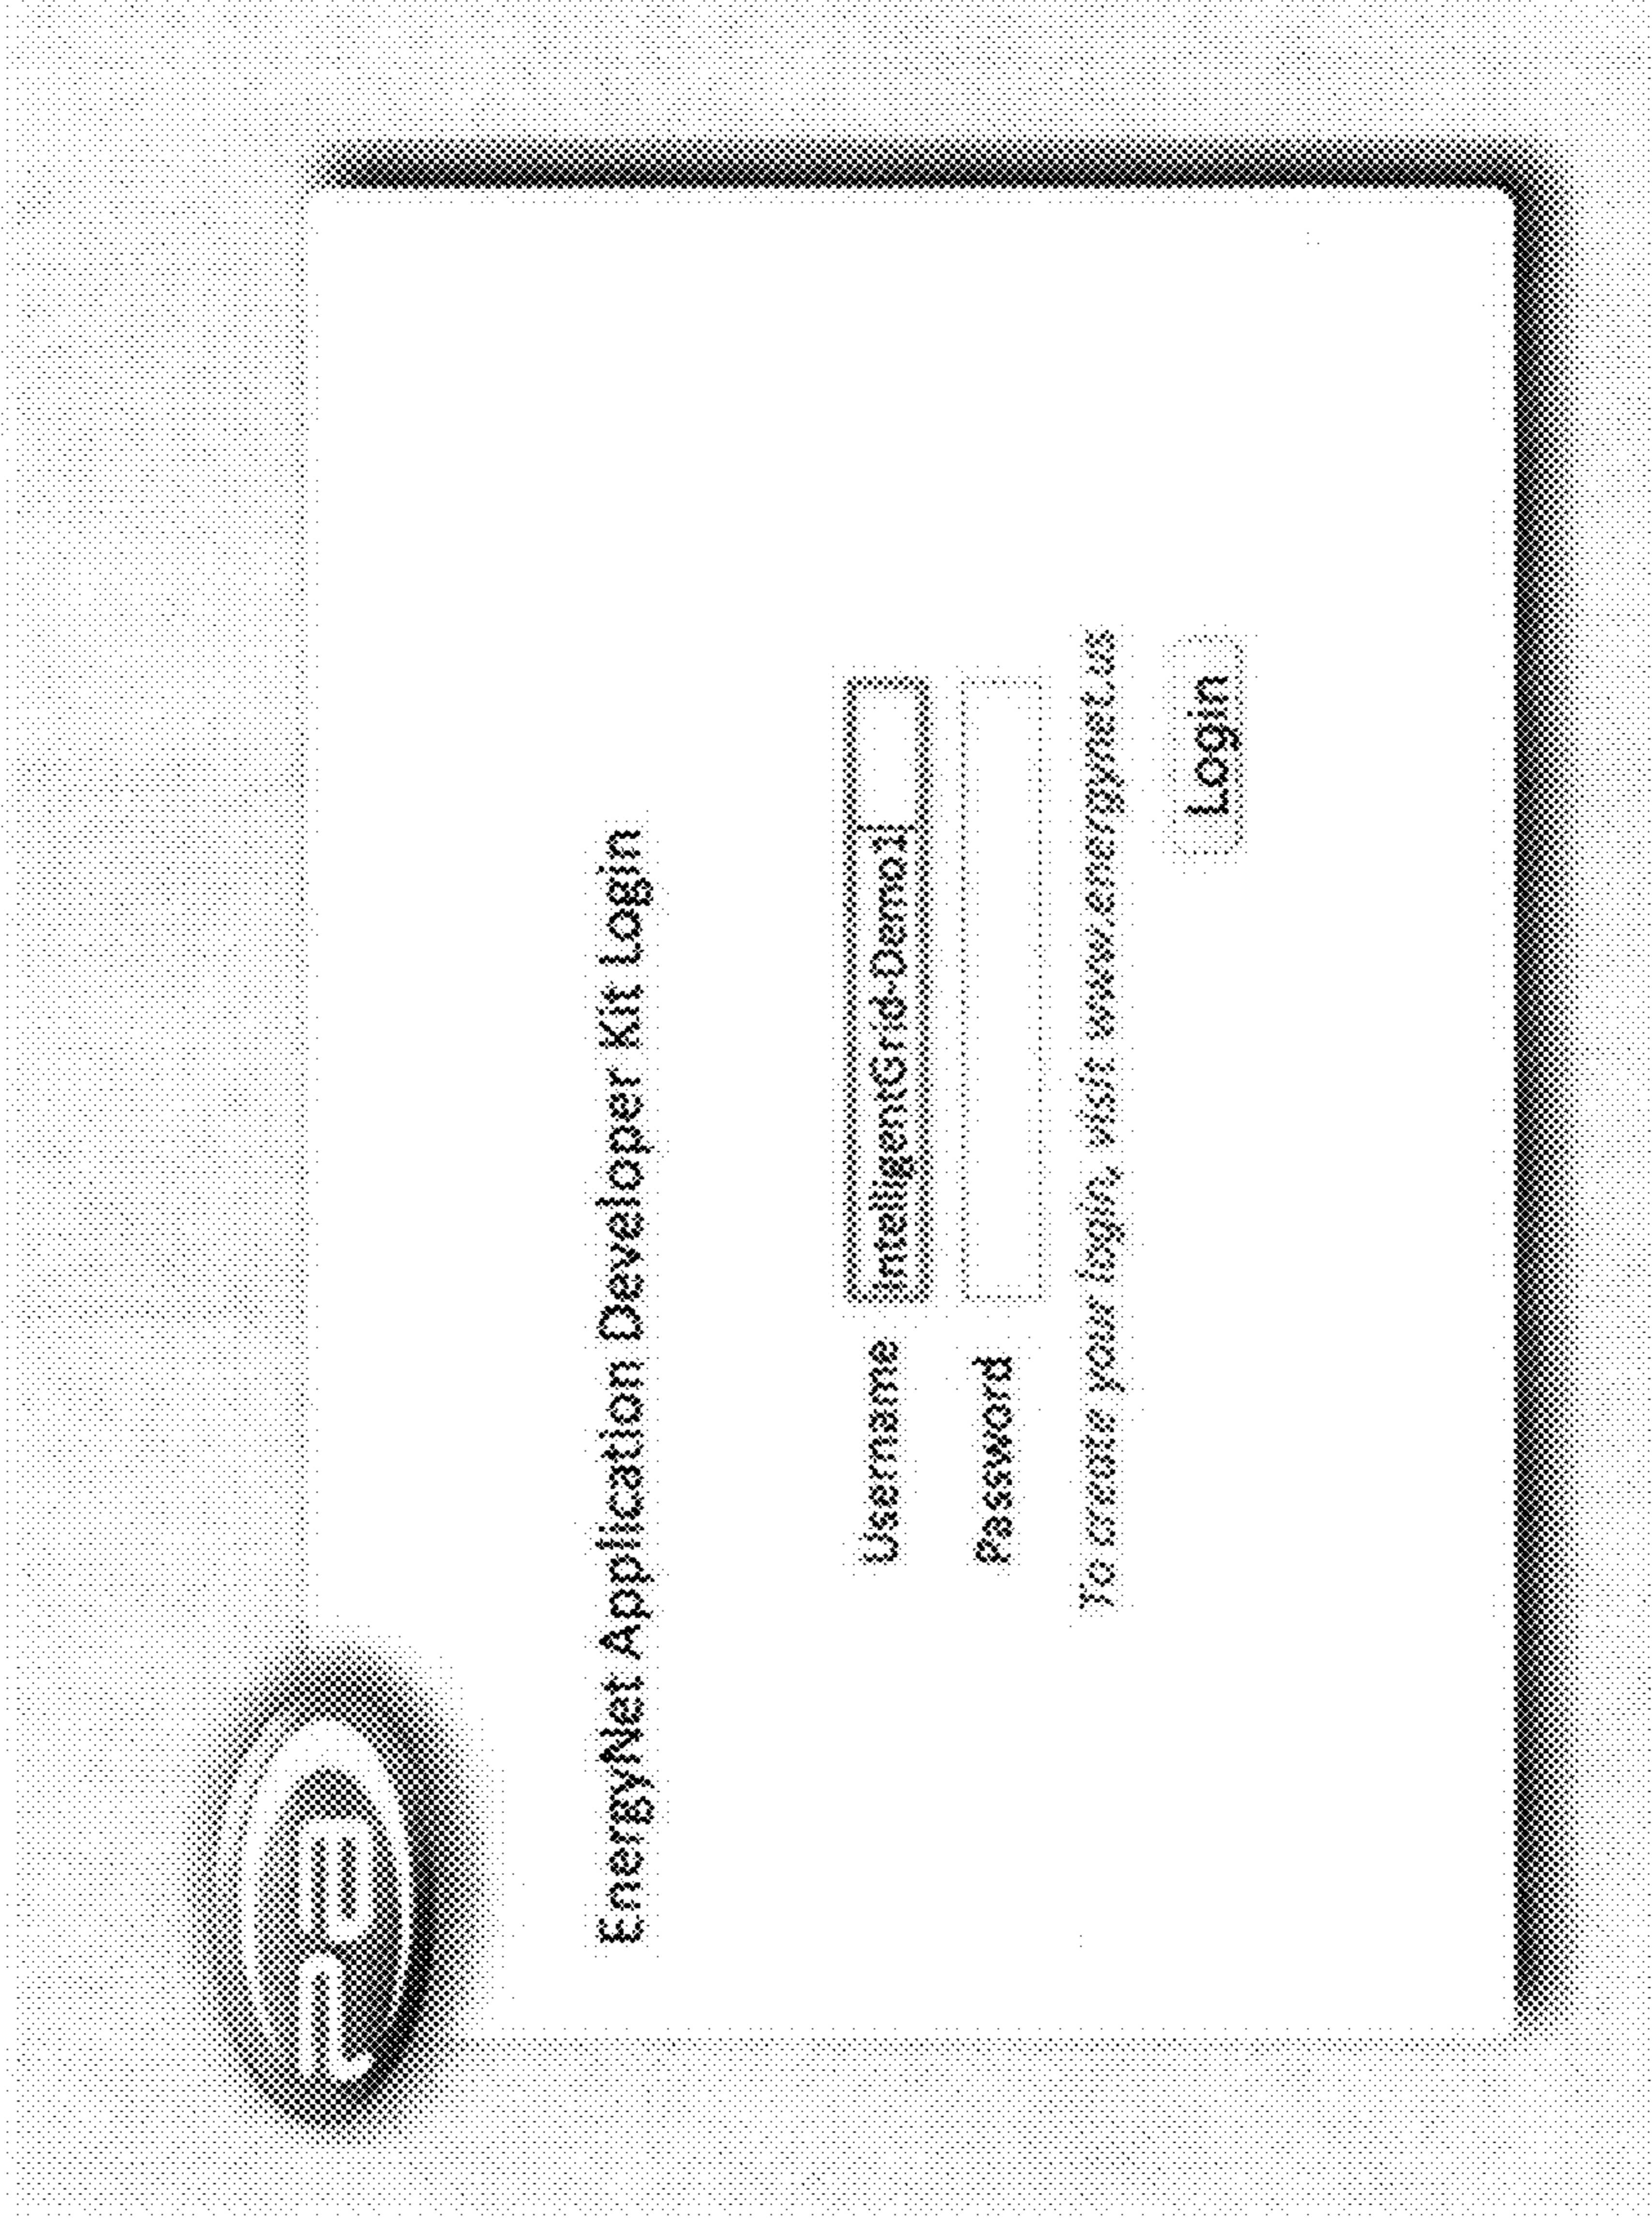 EnergyNet Application Developer Kit Login
Username IntelligentGrid-Demo1
Password
To create your login, visit www.energynet.us
Login